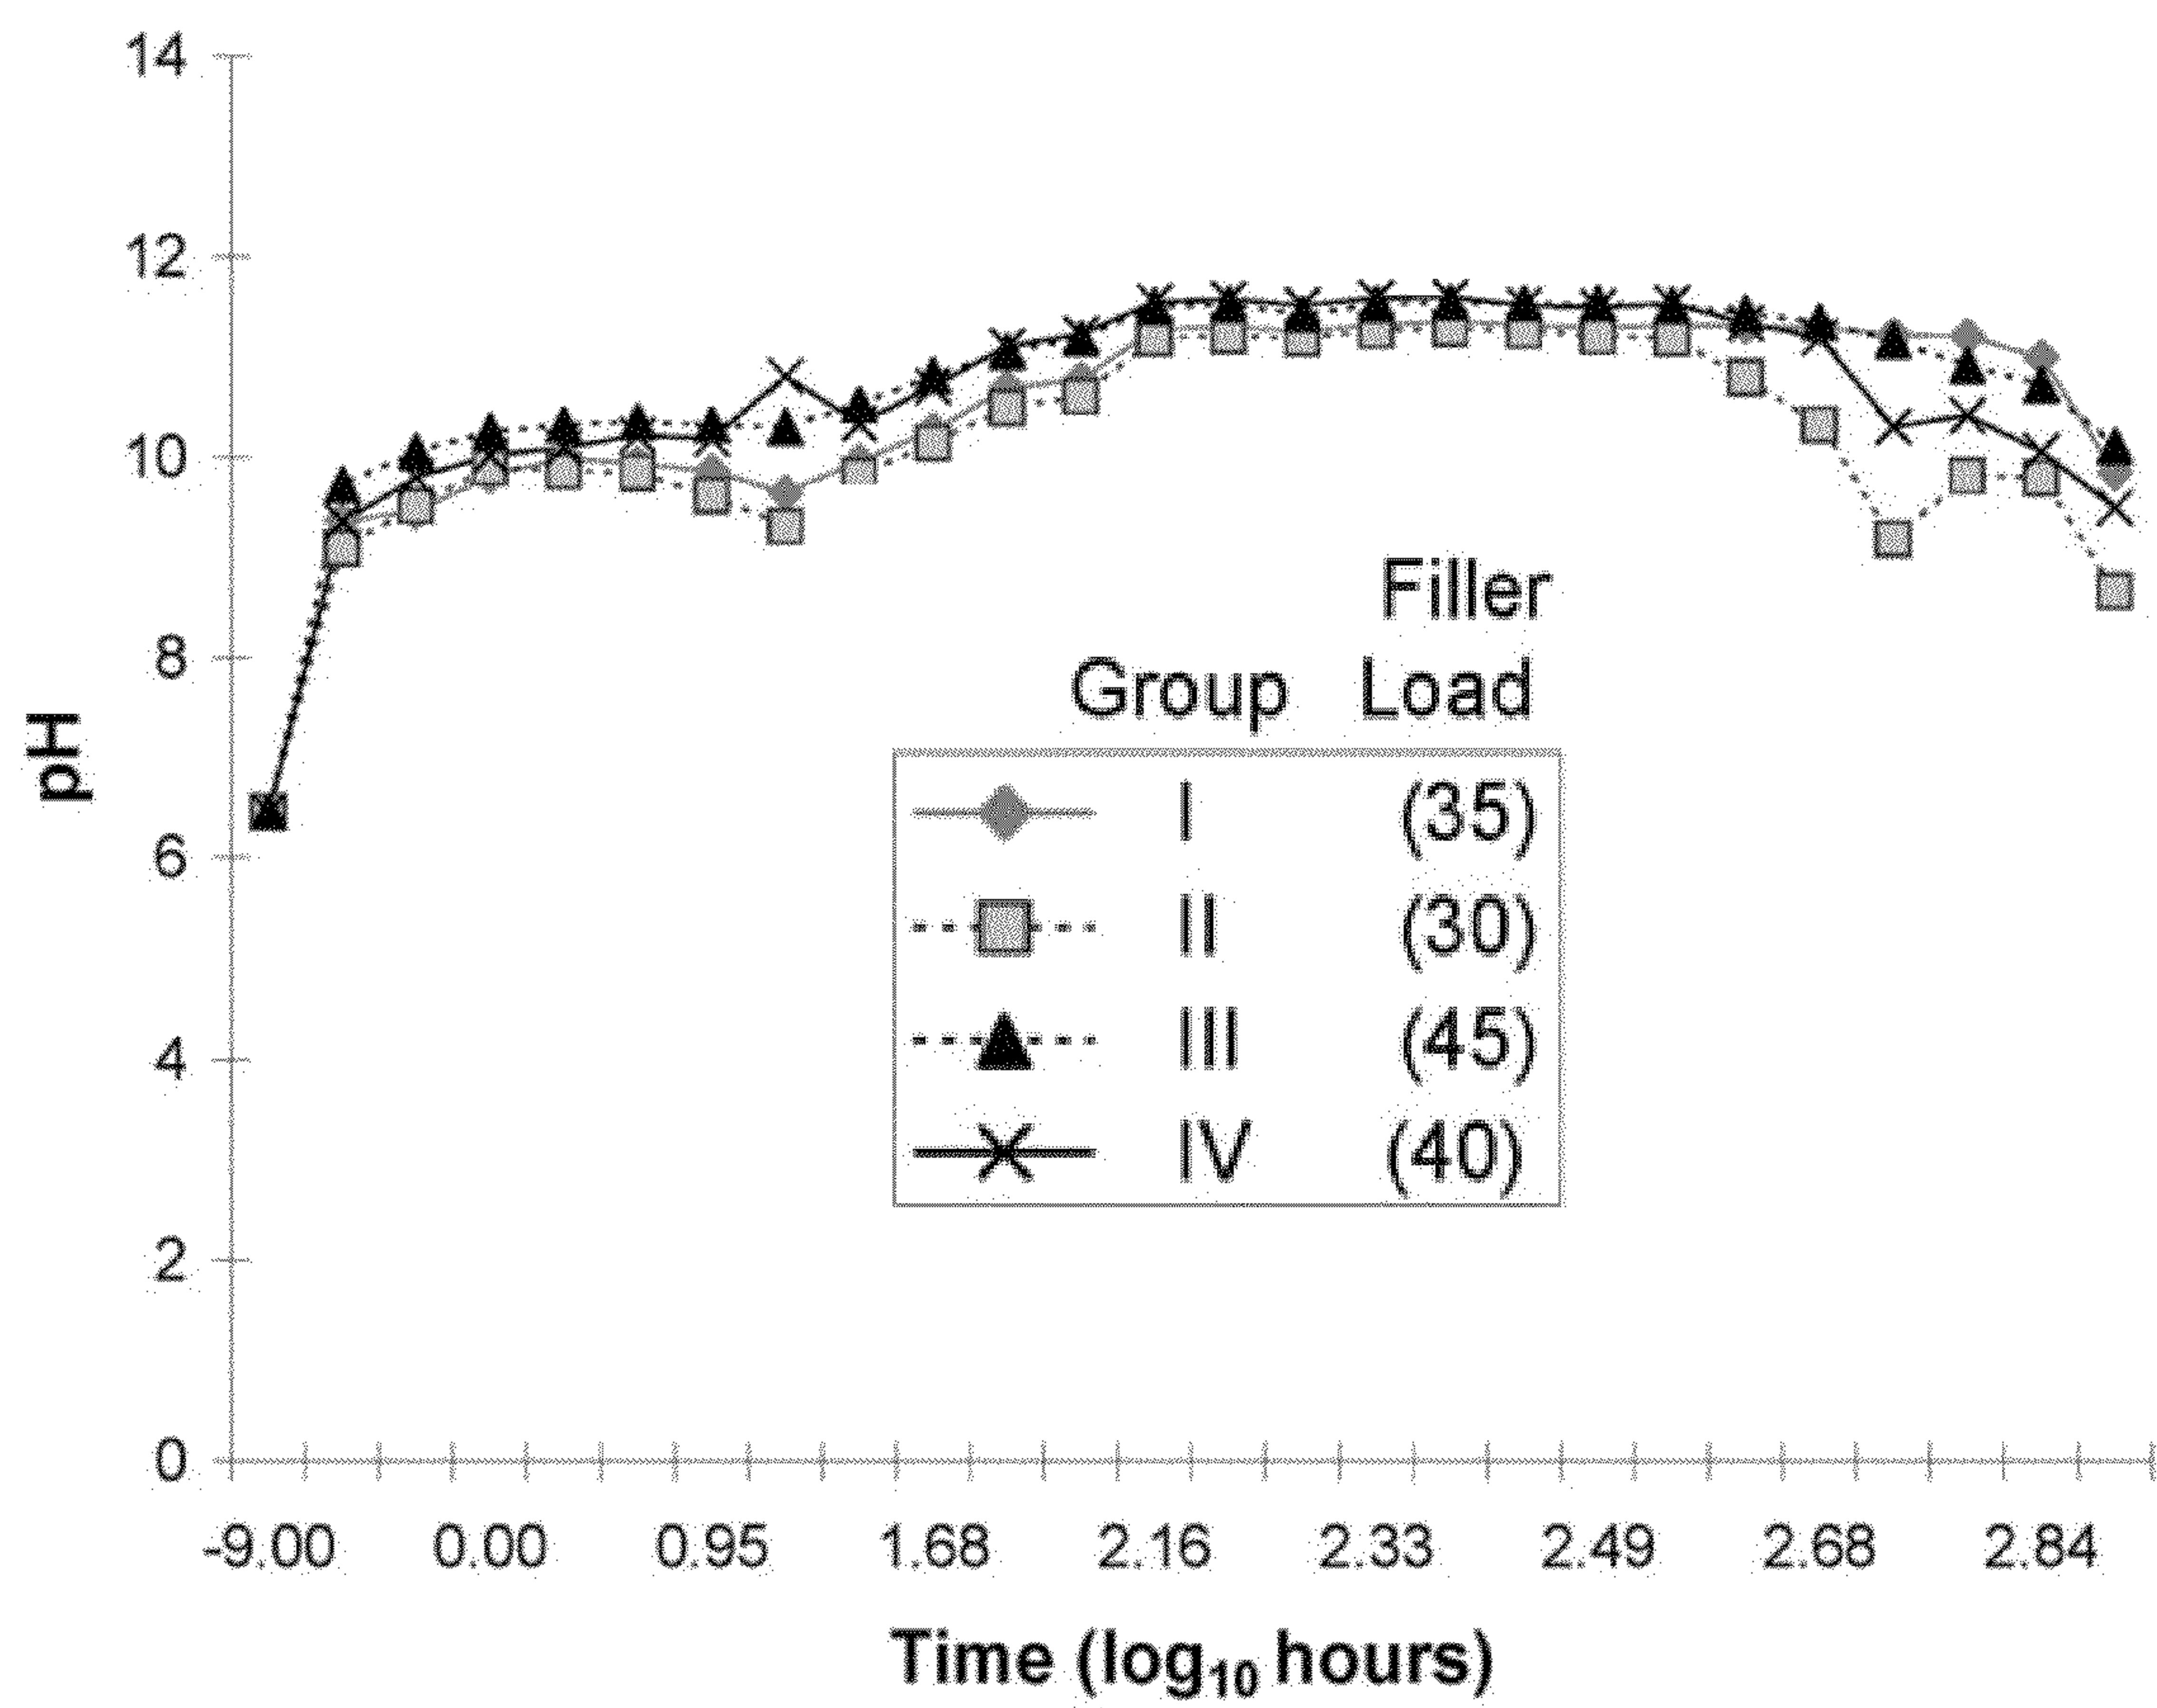 14
12
10
8
6
4
2
0
pH
Filler
Group Load
I (35)
II (30)
III (45)
IV (40)
-9.00 0.00 0.95 1.68 2.16 2.33 2.49 2.68 2.84
Time (log₁₀ hours)